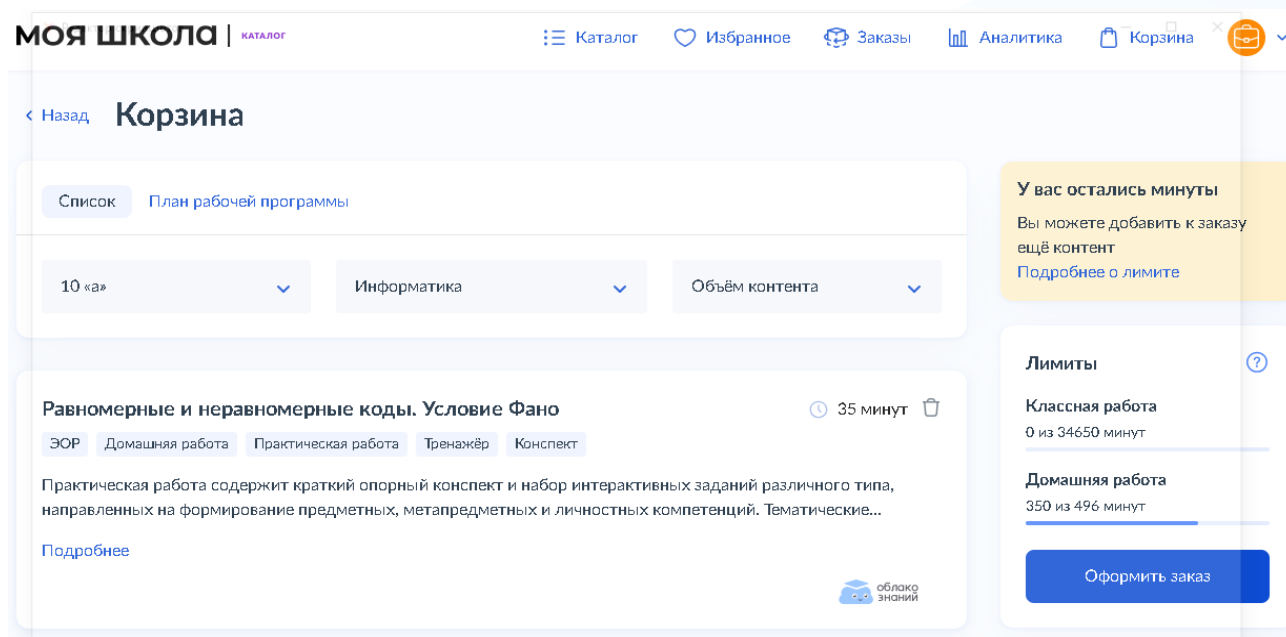 МОЯ ШКОЛА | КАТАЛОГ
Каталог
Избранное
Заказы
Аналитика
Корзина
Назад
Корзина
Список
План рабочей программы
10 «а»
Информатика
Объём контента
Равномерные и неравномерные коды. Условие Фано
35 минут
ЭОР
Домашняя работа
Практическая работа
Тренажёр
Конспект
Практическая работа содержит краткий опорный конспект и набор интерактивных заданий различного типа,
направленных на формирование предметных, метапредметных и личностных компетенций. Тематические...
Подробнее
облако
знаний
У вас остались минуты
Вы можете добавить к заказу
ещё контент
Подробнее о лимите
Лимиты
?
Классная работа
0 из 34650 минут
Домашняя работа
350 из 496 минут
Оформить заказ